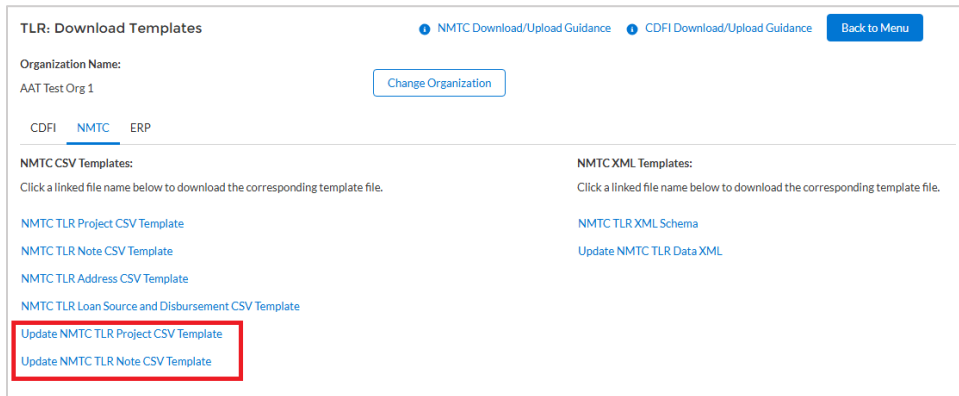 TLR: Download Templates
NMTC Download/Upload Guidance
CDFI Download/Upload Guidance
Back to Menu
Organization Name:
AAT Test Org 1
Change Organization
CDFI NMTC ERP
NMTC CSV Templates:
Click a linked file name below to download the corresponding template file.
NMTC TLR Project CSV Template
NMTC TLR Note CSV Template
NMTC TLR Address CSV Template
NMTC TLR Loan Source and Disbursement CSV Template
Update NMTC TLR Project CSV Template
Update NMTC TLR Note CSV Template
NMTC XML Templates:
Click a linked file name below to download the corresponding template file.
NMTC TLR XML Schema
Update NMTC TLR Data XML